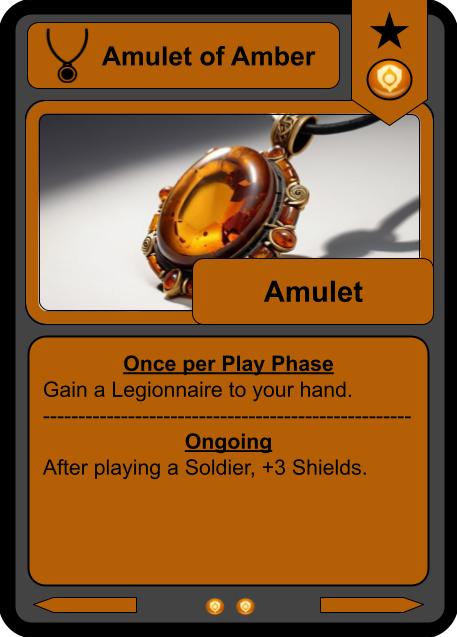 Amulet of Amber
Amulet
Once per Play Phase
Gain a Legionnaire to your hand.
-----------------------------------------------------
Ongoing
After playing a Soldier, +3 Shields.